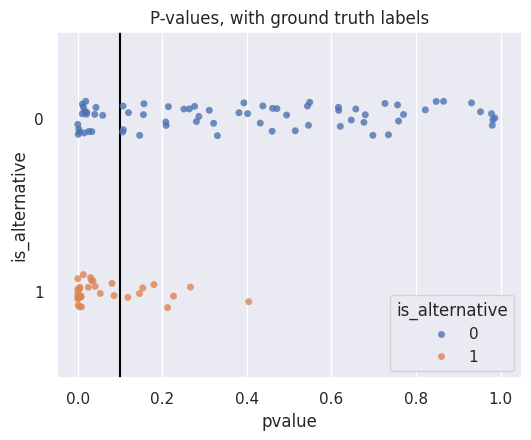 P-values, with ground truth labels
is_alternative
0
1
is_alternative
0
1
0.0 0.2 0.4 0.6 0.8 1.0
pvalue